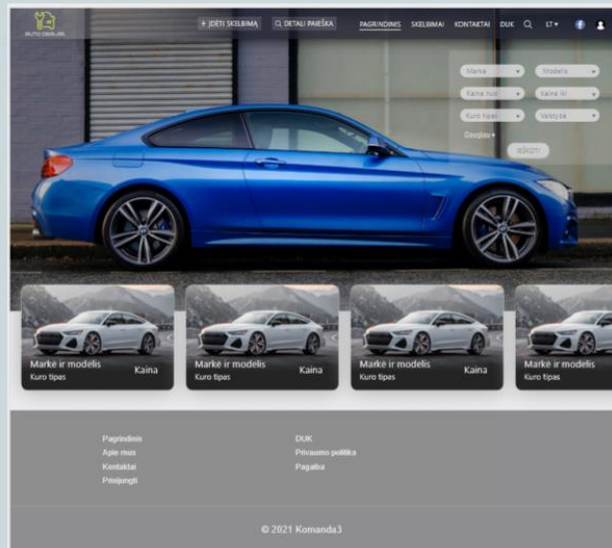 AUTO DEALAS
+ ĮDĖTI SKELBIMĄ
DETALI PAIEŠKA
PAGRINDINIS
SKELBIMAI
KONTAKTAI
DUK
LT
Markė
Modelis
Kaina nuo
Kaina iki
Kuro tipas
Valstybė
Daugiau
IEŠKOTI
Markė ir modelis
Kuro tipas
Kaina
Markė ir modelis
Kuro tipas
Kaina
Markė ir modelis
Kuro tipas
Kaina
Markė ir modelis
Kuro tipas
Pagrindinis
Apie mus
Kontaktai
Prisijungti
DUK
Privaumo politika
Pagalba
© 2021 Komanda3